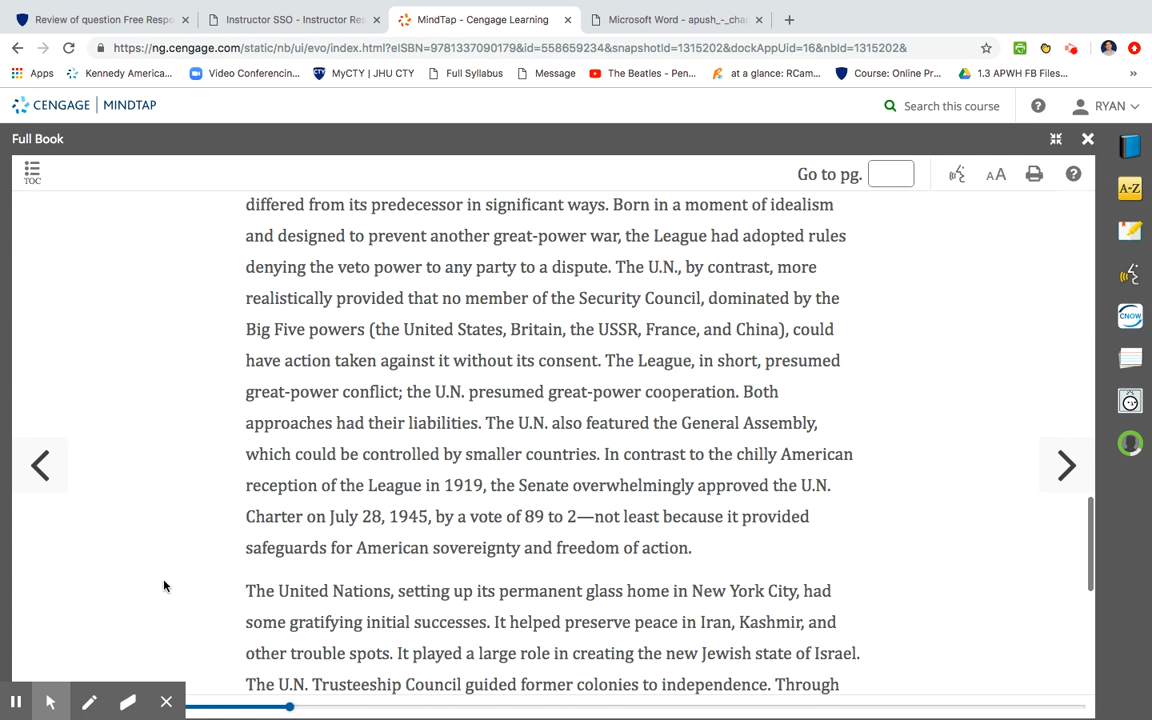 Review of question Free Respo
Instructor SSO - Instructor Res
MindTap - Cengage Learning
Microsoft Word - apush_-_cha
https://ng.cengage.com/static/nb/ui/evo/index.html?eISBN=9781337090179&id=558659234&snapshotId=1315202&dockAppUid=16&nbId=1315202&
Apps
Kennedy America...
Video Conferencin...
CTY MyCTY | JHU CTY
Full Syllabus
Message
The Beatles - Pen...
at a glance: RCam...
Course: Online Pr...
1.3 APWH FB Files...
»
CENGAGE | MINDTAP
Search this course
?
RYAN
Full Book
TOC
Go to pg.
AA
?
A-Z
CNOW
differed from its predecessor in significant ways. Born in a moment of idealism
and designed to prevent another great-power war, the League had adopted rules
denying the veto power to any party to a dispute. The U.N., by contrast, more
realistically provided that no member of the Security Council, dominated by the
Big Five powers (the United States, Britain, the USSR, France, and China), could
have action taken against it without its consent. The League, in short, presumed
great-power conflict; the U.N. presumed great-power cooperation. Both
approaches had their liabilities. The U.N. also featured the General Assembly,
which could be controlled by smaller countries. In contrast to the chilly American
reception of the League in 1919, the Senate overwhelmingly approved the U.N.
Charter on July 28, 1945, by a vote of 89 to 2—not least because it provided
safeguards for American sovereignty and freedom of action.
The United Nations, setting up its permanent glass home in New York City, had
some gratifying initial successes. It helped preserve peace in Iran, Kashmir, and
other trouble spots. It played a large role in creating the new Jewish state of Israel.
The U.N. Trusteeship Council guided former colonies to independence. Through